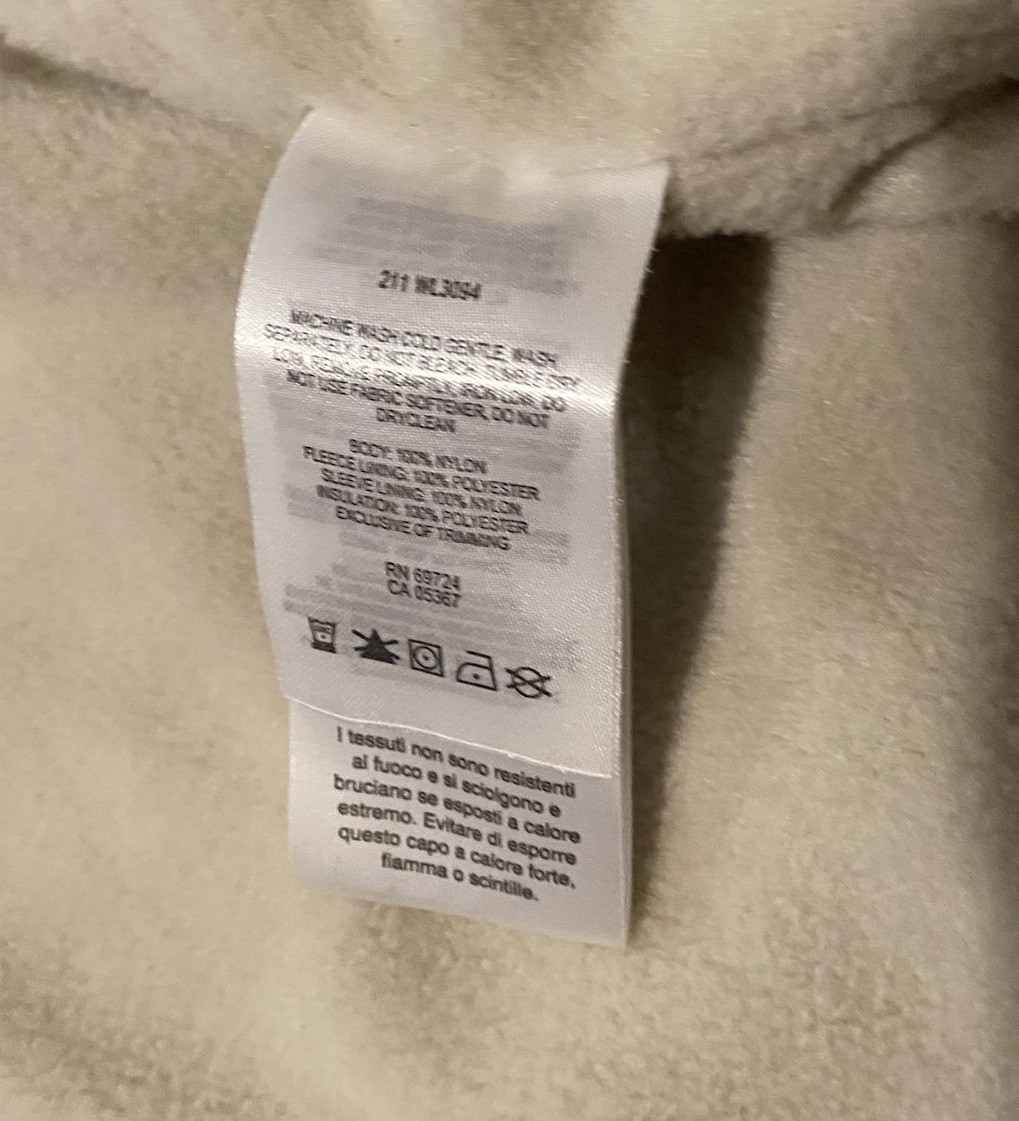 211 WL3094
MACHINE WASH COLD GENTLE, WASH
SEPARATELY, DO NOT BLEACH, TUMBLE DRY
LOW, REMOVE PROMPTLY, IRON LOW, DO
NOT USE FABRIC SOFTENER, DO NOT
DRYCLEAN
BODY: 100% NYLON
FLEECE LINING: 100% POLYESTER
SLEEVE LINING: 100% NYLON
INSULATION: 100% POLYESTER
EXCLUSIVE OF TRIMMING
RN 69724
CA 05367
I tessuti non sono resistenti
al fuoco e si sciolgono e
bruciano se esposti a calore
estremo. Evitare di esporre
questo capo a calore forte,
fiamma o scintille.